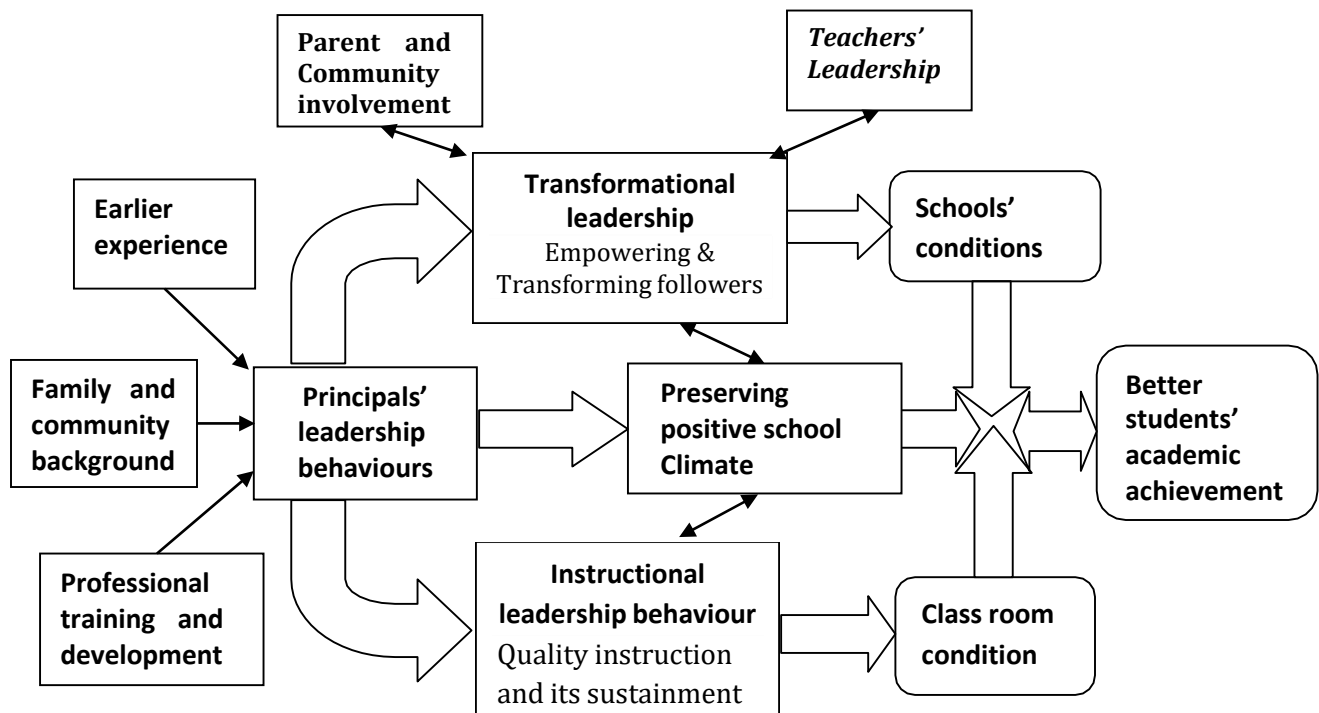 Parent and
Community
involvement
Teachers’
Leadership
Transformational
leadership
Empowering &
Transforming followers
Earlier
experience
Schools’
conditions
Family and
community
background
Principals’
leadership
behaviours
Preserving
positive school
Climate
Better
students’
academic
achievement
Professional
training and
development
Instructional
leadership behaviour
Quality instruction
and its sustainment
Class room
condition